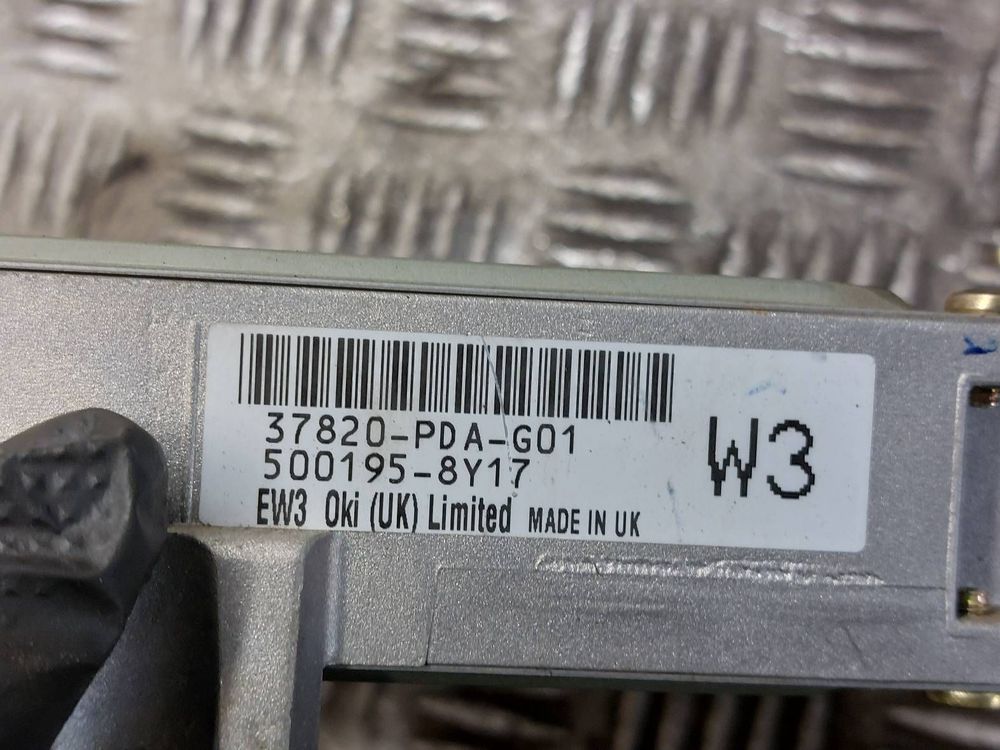 37820-PDA-G01
500195-8Y17
W3
EW3 Oki (UK) Limited MADE IN UK